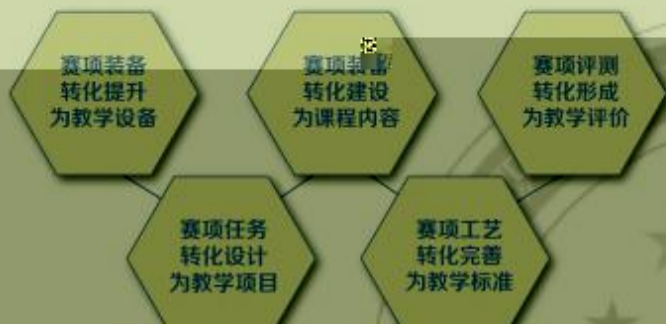 赛项装备
转化提升
为教学设备
赛项装备
转化建设
为课程内容
赛项评测
转化形成
为教学评价
赛项任务
转化设计
为教学项目
赛项工艺
转化完善
为教学标准